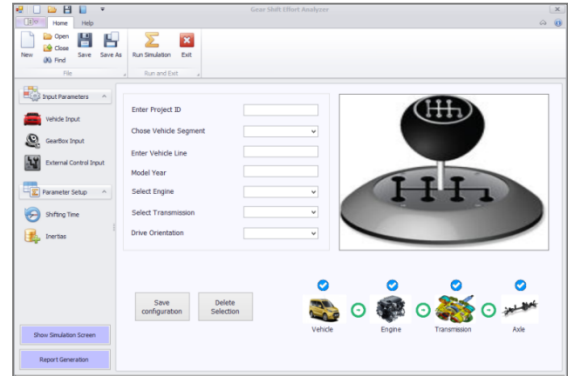 Gear Shift Effort Analyzer
Home Help
New
Open
Close
Find
Save
Save As
Run Simulation
Exit
File
Run and Exit
Input Parameters
Vehicle Input
GearBox Input
External Control Input
Parameter Setup
Shifting Time
Inertias
Show Simulation Screen
Report Generation
Enter Project ID
Chose Vehicle Segment
Enter Vehicle Line
Model Year
Select Engine
Select Transmission
Drive Orientation
Save
configuration
Delete
Selection
Vehicle
Engine
Transmission
Axle